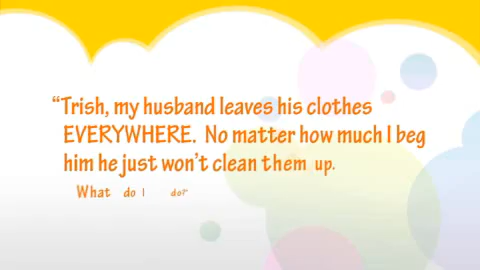 “Trish, my husband leaves his clothes
EVERYWHERE. No matter how much I beg
him he just won’t clean them up.
What do I do?”